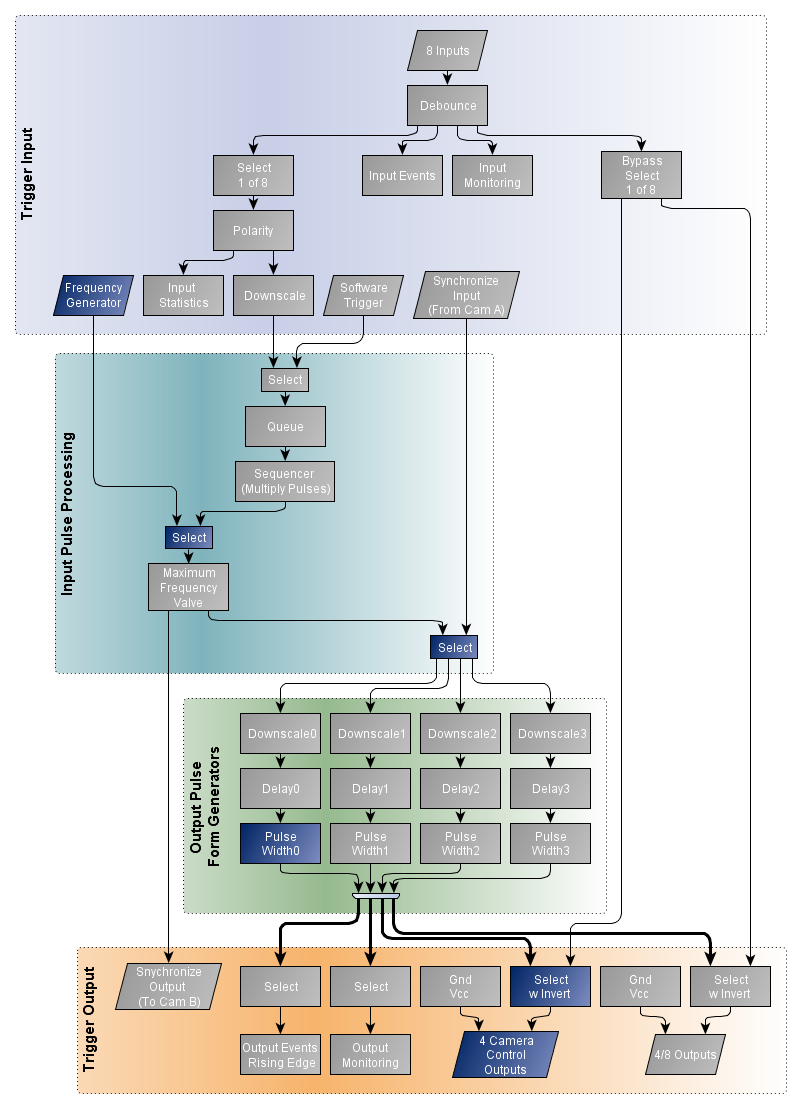 Trigger Input
8 Inputs
Debounce
Select
1 of 8
Input Events
Input
Monitoring
Bypass
Select
1 of 8
Polarity
Frequency
Generator
Input
Statistics
Downscale
Software
Trigger
Synchronize
Input
(From Cam A)
Input Pulse Processing
Select
Queue
Sequencer
(Multiply Pulses)
Select
Maximum
Frequency
Valve
Select
Output Pulse
Form Generators
Downscale0
Downscale1
Downscale2
Downscale3
Delay0
Delay1
Delay2
Delay3
Pulse
Width0
Pulse
Width1
Pulse
Width2
Pulse
Width3
Trigger Output
Snychronize
Output
(To Cam B)
Select
Select
Gnd
Vcc
Select
w Invert
Gnd
Vcc
Select
w Invert
Output Events
Rising Edge
Output
Monitoring
4 Camera
Control
Outputs
4/8 Outputs